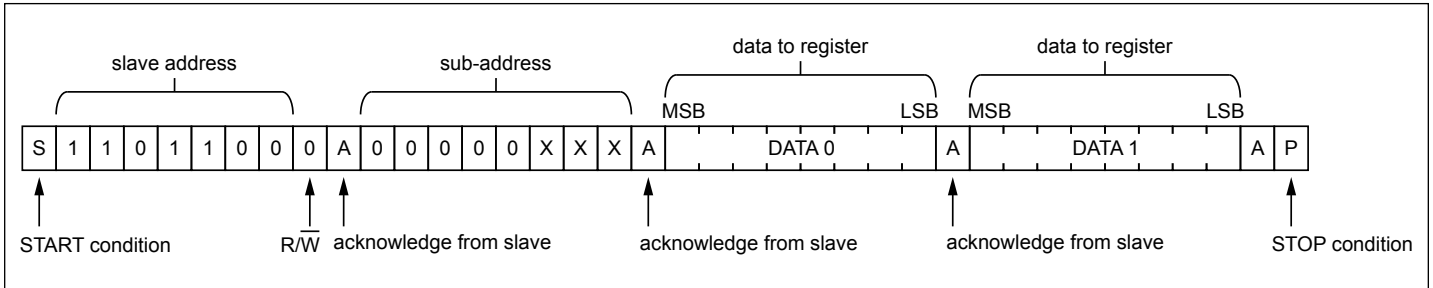 data to register data to register
slave address sub-address
MSB LSB MSB LSB
S 1 1 0 1 1 0 0 0 A 0 0 0 0 0 X X X A DATA 0 A DATA 1 A P
START condition R/W̅ acknowledge from slave acknowledge from slave acknowledge from slave STOP condition